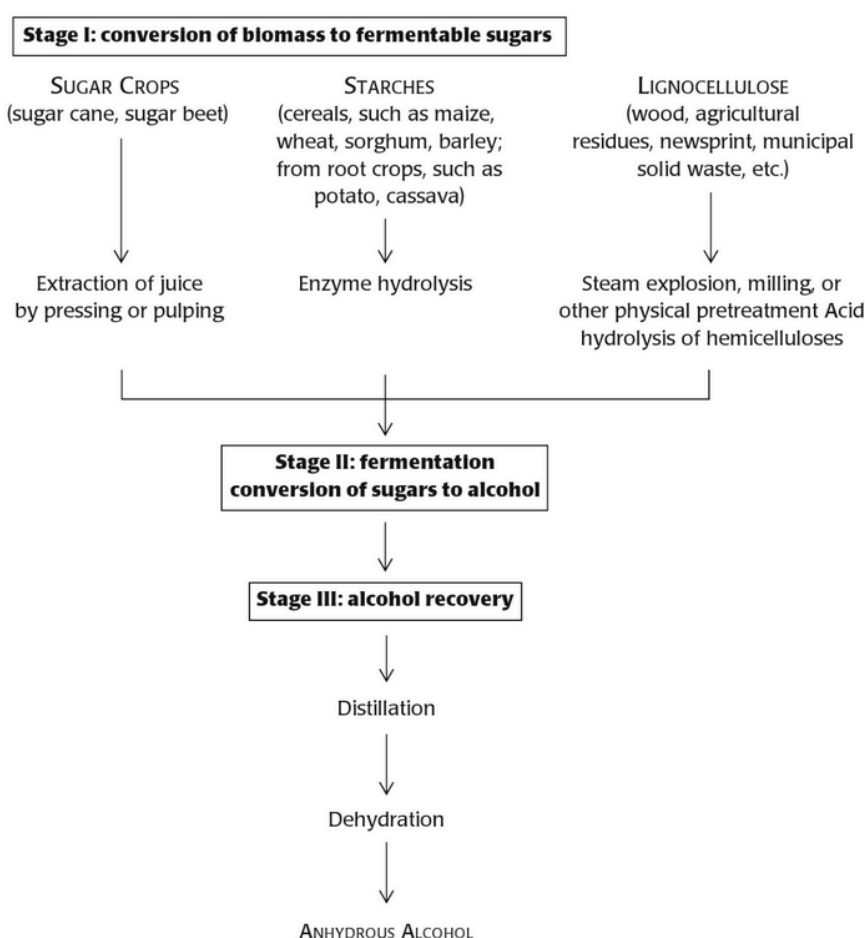 Stage I: conversion of biomass to fermentable sugars
SUGAR CROPS
(sugar cane, sugar beet)
STARCHES
(cereals, such as maize,
wheat, sorghum, barley;
from root crops, such as
potato, cassava)
LIGNOCELLULOSE
(wood, agricultural
residues, newsprint, municipal
solid waste, etc.)
Extraction of juice
by pressing or pulping
Enzyme hydrolysis
Steam explosion, milling, or
other physical pretreatment Acid
hydrolysis of hemicelluloses
Stage II: fermentation
conversion of sugars to alcohol
Stage III: alcohol recovery
Distillation
Dehydration
ANHYDROUS ALCOHOL